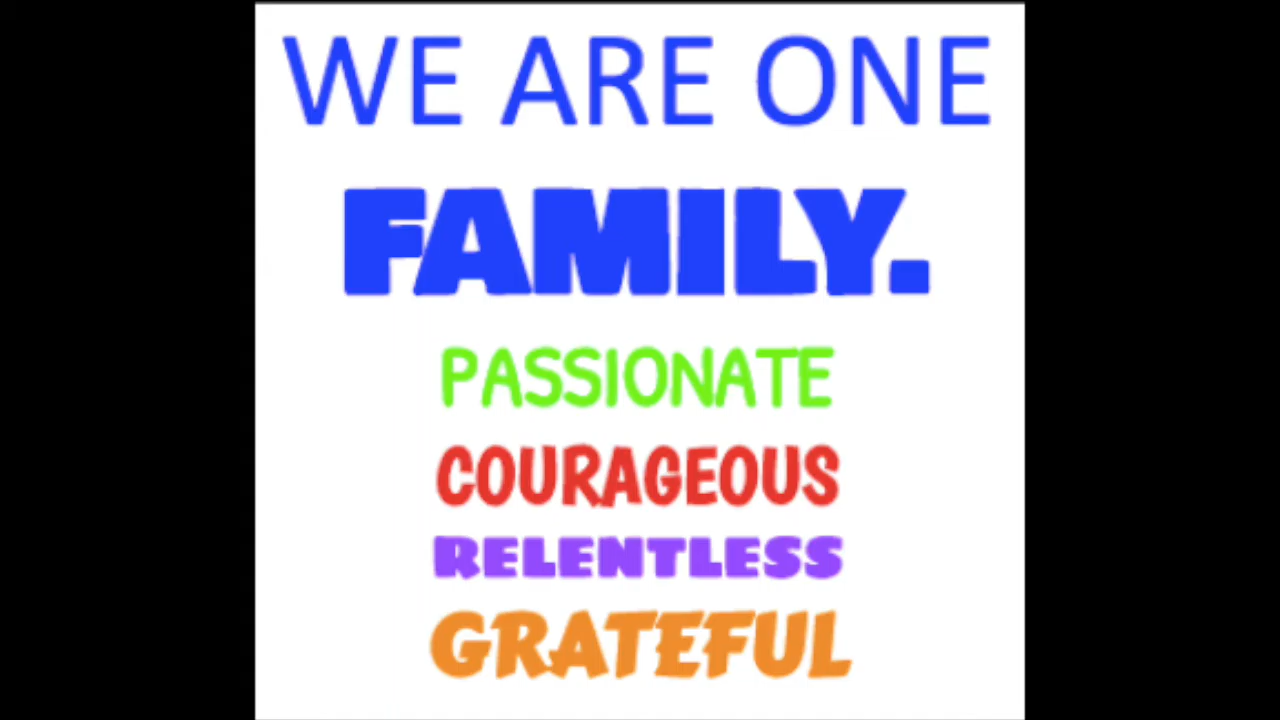 WE ARE ONE
FAMILY.
PASSIONATE
COURAGEOUS
RELENTLESS
GRATEFUL